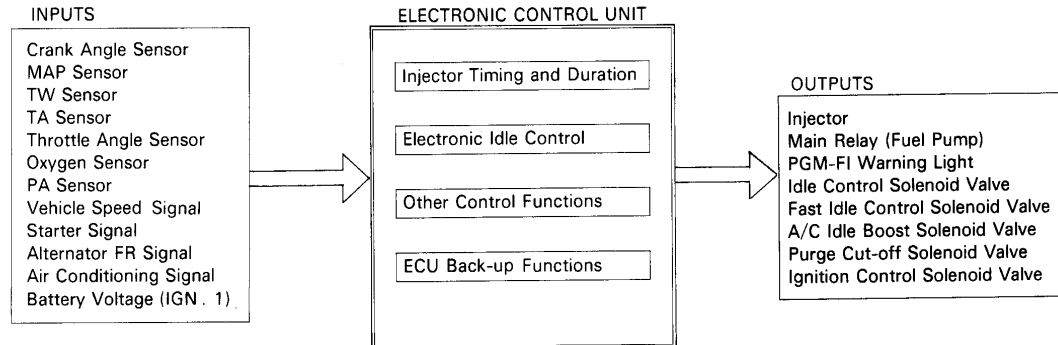 INPUTS
Crank Angle Sensor
MAP Sensor
TW Sensor
TA Sensor
Throttle Angle Sensor
Oxygen Sensor
PA Sensor
Vehicle Speed Signal
Starter Signal
Alternator FR Signal
Air Conditioning Signal
Battery Voltage (IGN . 1)
ELECTRONIC CONTROL UNIT
Injector Timing and Duration
Electronic Idle Control
Other Control Functions
ECU Back-up Functions
OUTPUTS
Injector
Main Relay (Fuel Pump)
PGM-FI Warning Light
Idle Control Solenoid Valve
Fast Idle Control Solenoid Valve
A/C Idle Boost Solenoid Valve
Purge Cut-off Solenoid Valve
Ignition Control Solenoid Valve